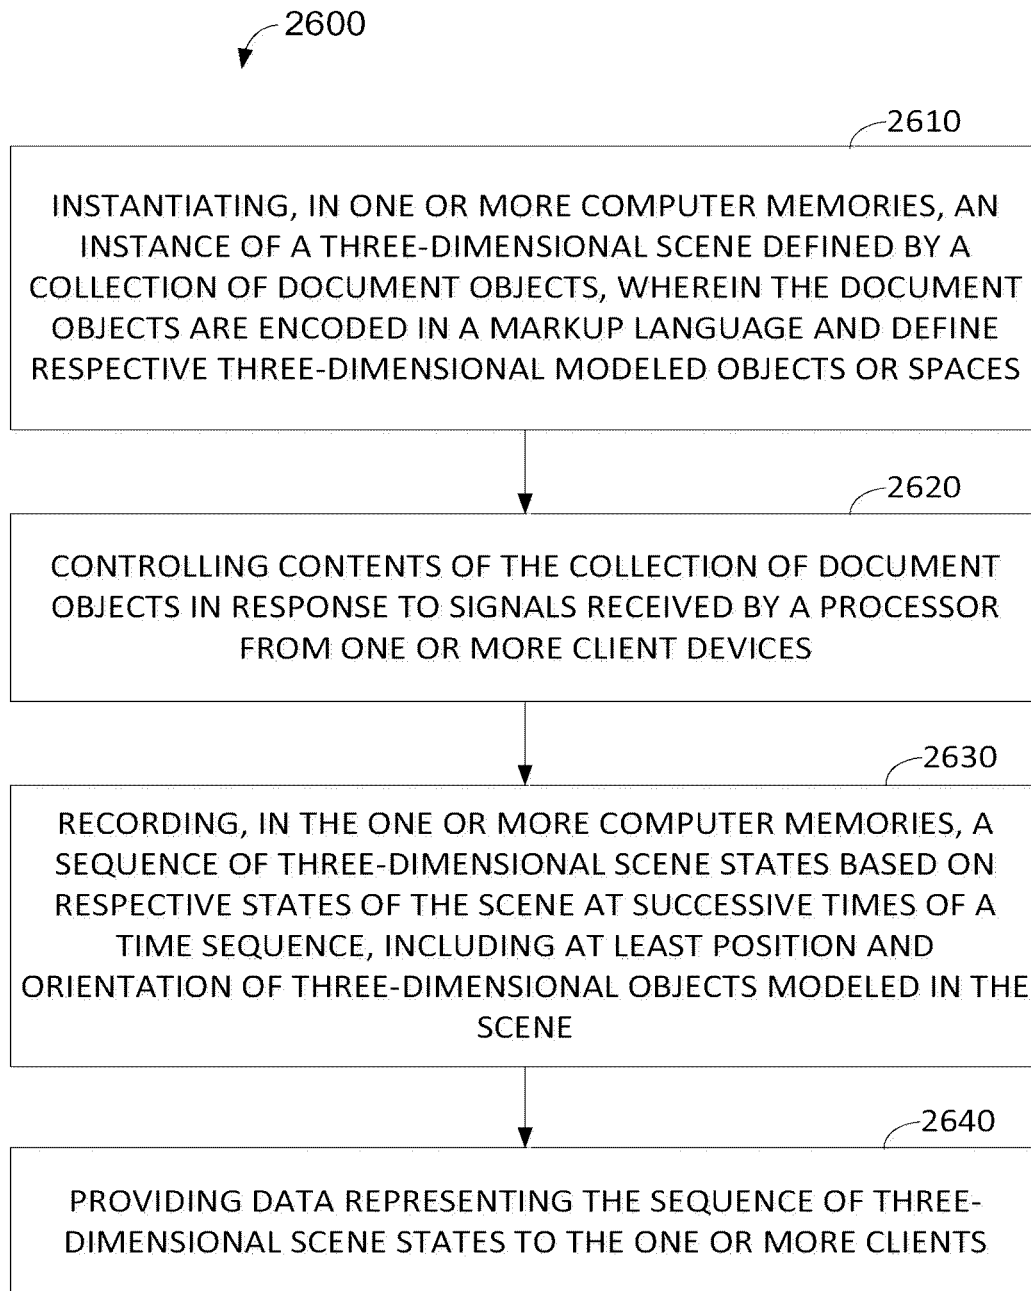 2600
2610
INSTANTIATING, IN ONE OR MORE COMPUTER MEMORIES, AN
INSTANCE OF A THREE-DIMENSIONAL SCENE DEFINED BY A
COLLECTION OF DOCUMENT OBJECTS, WHEREIN THE DOCUMENT
OBJECTS ARE ENCODED IN A MARKUP LANGUAGE AND DEFINE
RESPECTIVE THREE-DIMENSIONAL MODELED OBJECTS OR SPACES
2620
CONTROLLING CONTENTS OF THE COLLECTION OF DOCUMENT
OBJECTS IN RESPONSE TO SIGNALS RECEIVED BY A PROCESSOR
FROM ONE OR MORE CLIENT DEVICES
2630
RECORDING, IN THE ONE OR MORE COMPUTER MEMORIES, A
SEQUENCE OF THREE-DIMENSIONAL SCENE STATES BASED ON
RESPECTIVE STATES OF THE SCENE AT SUCCESSIVE TIMES OF A
TIME SEQUENCE, INCLUDING AT LEAST POSITION AND
ORIENTATION OF THREE-DIMENSIONAL OBJECTS MODELED IN THE
SCENE
2640
PROVIDING DATA REPRESENTING THE SEQUENCE OF THREE-
DIMENSIONAL SCENE STATES TO THE ONE OR MORE CLIENTS